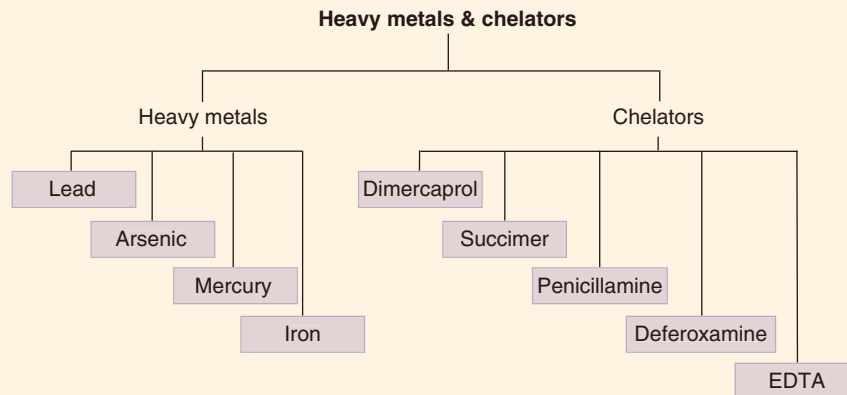 Heavy metals & chelators
Heavy metals
Chelators
Lead
Arsenic
Mercury
Iron
Dimercaprol
Succimer
Penicillamine
Deferoxamine
EDTA